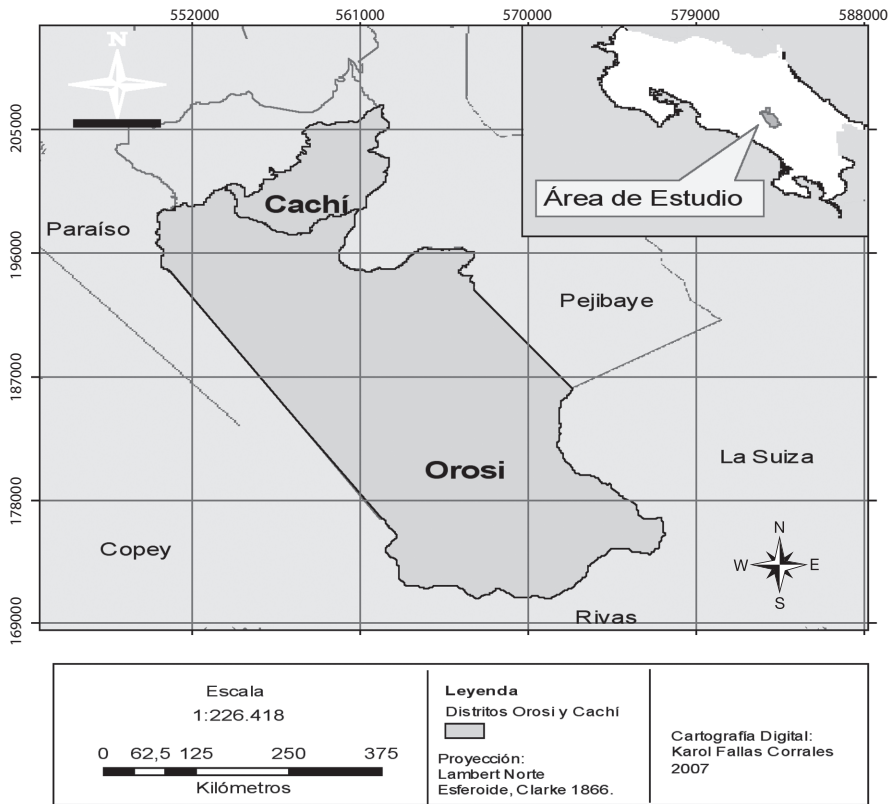 552000 561000 570000 579000 588000
N
205000
196000
187000
178000
169000
Área de Estudio
Cachí
Paraíso
Pejibaye
Orosi
La Suiza
Copey
N
W E
S
Rivas
Escala
1:226.418
0 62,5 125 250 375
Kilómetros
Leyenda
Distritos Orosi y Cachí
Proyección:
Lambert Norte
Esferoide, Clarke 1866.
Cartografía Digital:
Karol Fallas Corrales
2007